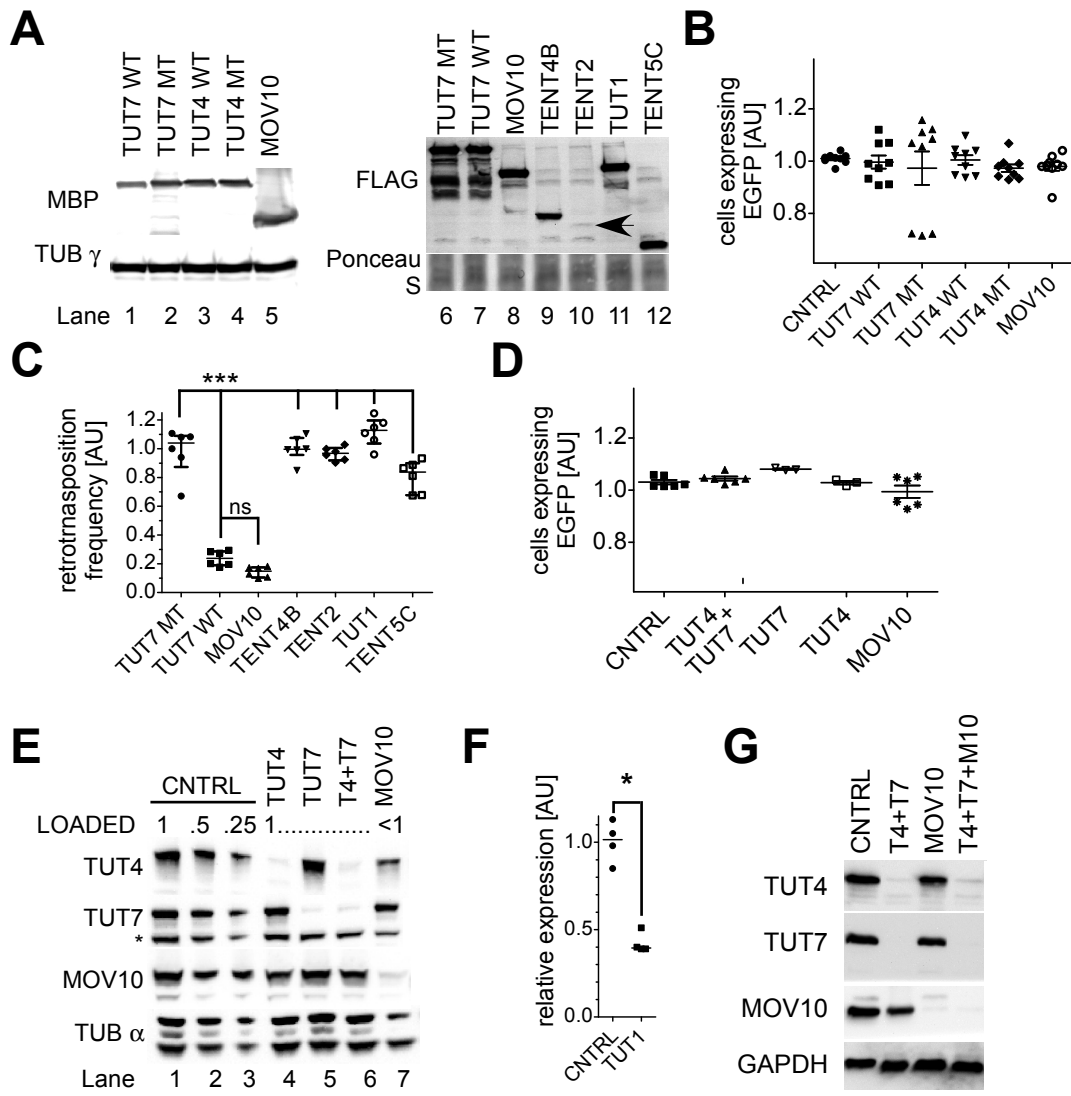 A
TUT7 WT
TUT7 MT
TUT4 WT
TUT4 MT
MOV10
MBP
TUB γ
Lane 1 2 3 4 5
TUT7 MT
TUT7 WT
MOV10
TENT4B
TENT2
TUT1
TENT5C
FLAG
Ponceau
S
6 7 8 9 10 11 12
B
cells expressing
EGFP [AU]
1.2
1.0
0.8
CNTRL
TUT7 WT
TUT7 MT
TUT4 WT
TUT4 MT
MOV10
C
retrotrnasposition
frequency [AU]
***
ns
1.2
1.0
0.8
0.6
0.4
0.2
0.0
TUT7 MT
TUT7 WT
MOV10
TENT4B
TENT2
TUT1
TENT5C
D
cells expressing
EGFP [AU]
1.2
1.0
0.8
CNTRL
TUT4 +
TUT7
TUT7
TUT4
MOV10
E
CNTRL
TUT4
TUT7
T4+T7
MOV10
LOADED 1 .5 .25 1.............. <1
TUT4
TUT7
*
MOV10
TUB α
Lane 1 2 3 4 5 6 7
F
relative expression [AU]
*
1.0
0.5
0.0
CNTRL
TUT1
G
CNTRL
T4+T7
MOV10
T4+T7+M10
TUT4
TUT7
MOV10
GAPDH